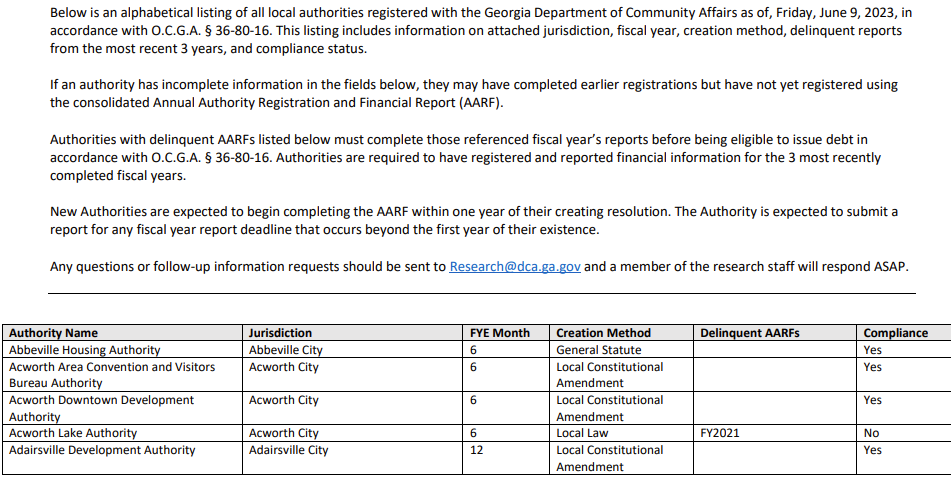 Below is an alphabetical listing of all local authorities registered with the Georgia Department of Community Affairs as of, Friday, June 9, 2023, in
accordance with O.C.G.A. § 36-80-16. This listing includes information on attached jurisdiction, fiscal year, creation method, delinquent reports
from the most recent 3 years, and compliance status.
If an authority has incomplete information in the fields below, they may have completed earlier registrations but have not yet registered using
the consolidated Annual Authority Registration and Financial Report (AARF).
Authorities with delinquent AARFs listed below must complete those referenced fiscal year's reports before being eligible to issue debt in
accordance with O.C.G.A. § 36-80-16. Authorities are required to have registered and reported financial information for the 3 most recently
completed fiscal years.
New Authorities are expected to begin completing the AARF within one year of their creating resolution. The Authority is expected to submit a
report for any fiscal year report deadline that occurs beyond the first year of their existence.
Any questions or follow-up information requests should be sent to Research@dca.ga.gov and a member of the research staff will respond ASAP.
Authority Name Jurisdiction FYE Month Creation Method Delinquent AARFs Compliance
Abbeville Housing Authority Abbeville City 6 General Statute Yes
Acworth Area Convention and Visitors Acworth City 6 Local Constitutional Yes
Bureau Authority Amendment
Acworth Downtown Development Acworth City 6 Local Constitutional Yes
Authority Amendment
Acworth Lake Authority Acworth City 6 Local Law FY2021 No
Adairsville Development Authority Adairsville City 12 Local Constitutional Yes
Amendment